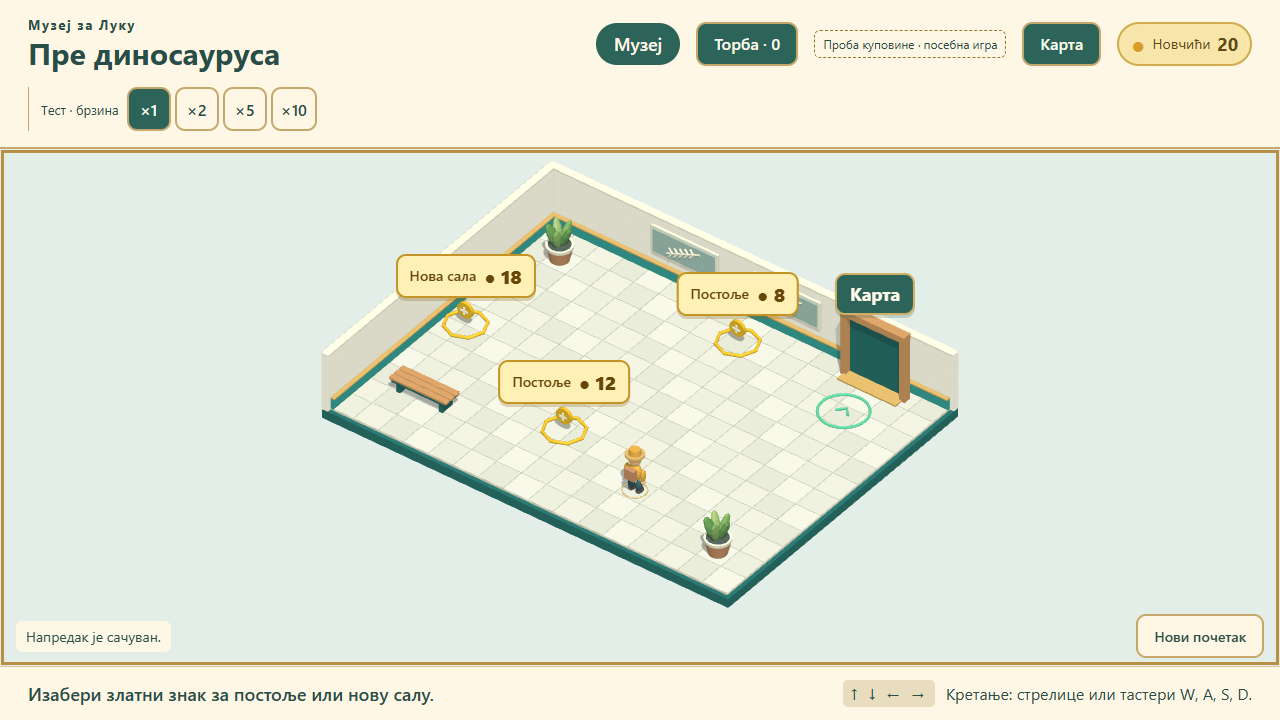 Музеј за Луку
Пре диносауруса
Музеј
Торба · 0
Проба куповине · посебна игра
Карта
Новчићи 20
Тест · брзина
×1
×2
×5
×10
Нова сала 18
Постоље 8
Карта
Постоље 12
Напредак је сачуван.
Нови почетак
Изабери златни знак за постоље или нову салу.
↑ ↓ ← →
Кретање: стрелице или тастери W, A, S, D.